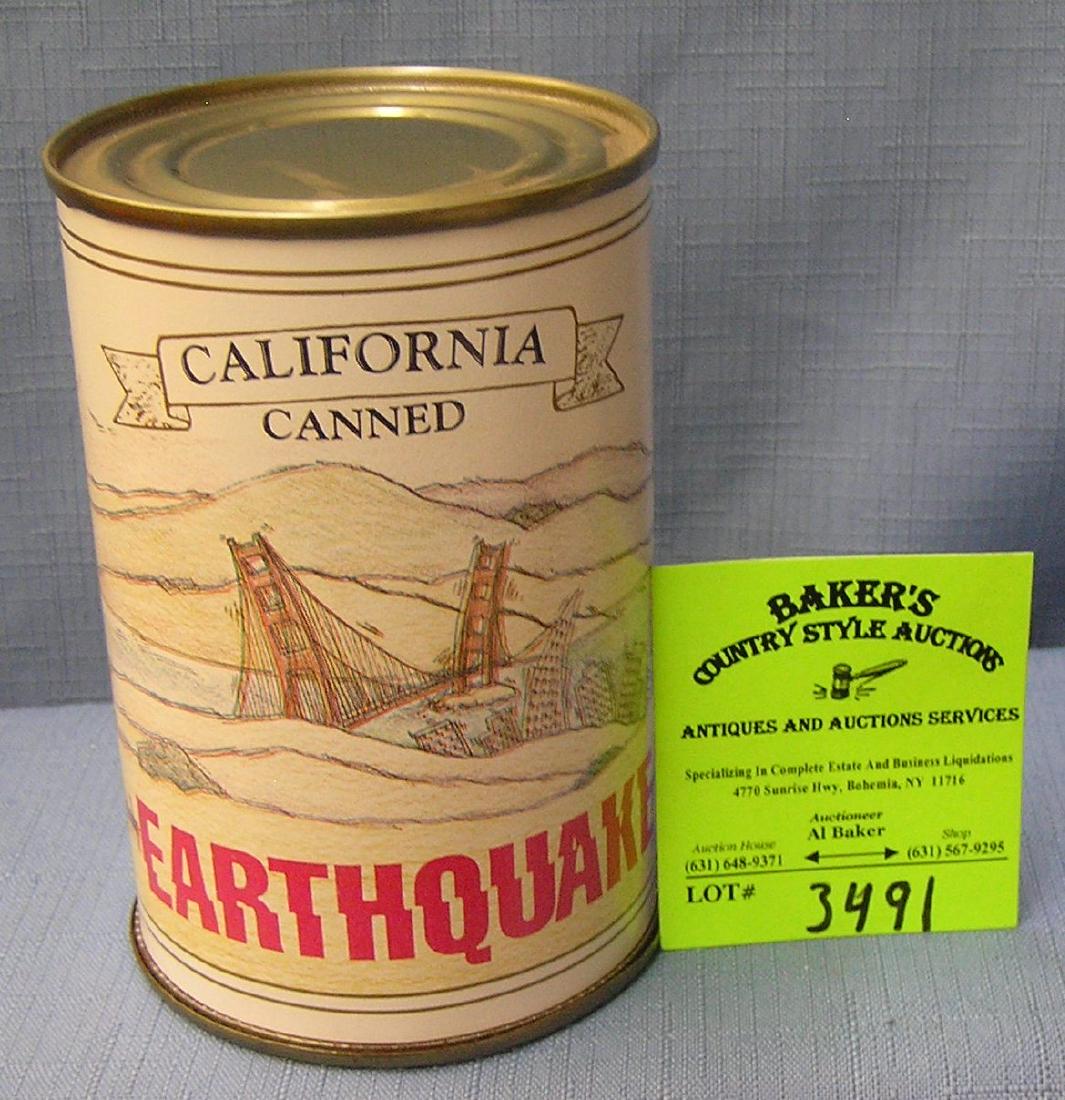 CALIFORNIA
CANNED
EARTHQUAKE
BAKER'S
COUNTRY STYLE AUCTIONS
ANTIQUES AND AUCTIONS SERVICES
Specializing In Complete Estate And Business Liquidations
4770 Sunrise Hwy, Bohemia, NY 11716
Auctioneer
Al Baker
Auction House
(631) 648-9371
Shop
(631) 567-9295
LOT# 3491